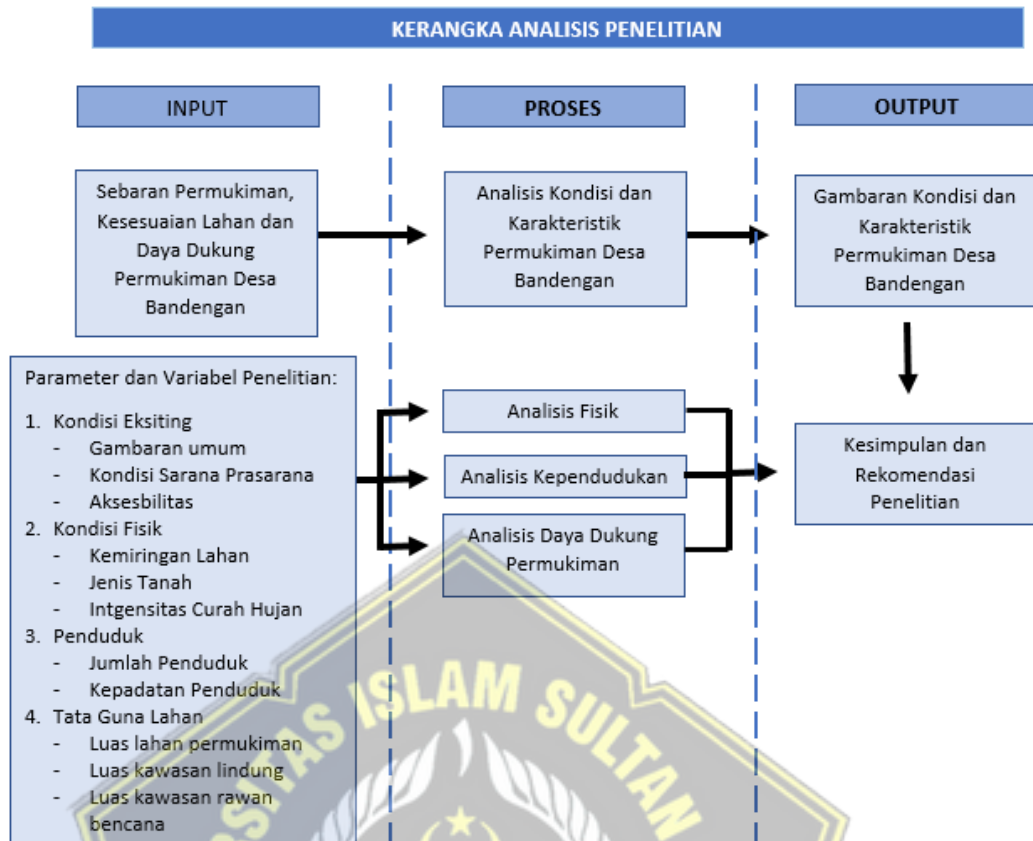 KERANGKA ANALISIS PENELITIAN
INPUT
PROSES
OUTPUT
Sebaran Permukiman,
Kesesuaian Lahan dan
Daya Dukung
Permukiman Desa
Bandengan
Analisis Kondisi dan
Karakteristik
Permukiman Desa
Bandengan
Gambaran Kondisi dan
Karakteristik
Permukiman Desa
Bandengan
Parameter dan Variabel Penelitian:
1. Kondisi Eksiting
- Gambaran umum
- Kondisi Sarana Prasarana
- Aksesbilitas
2. Kondisi Fisik
- Kemiringan Lahan
- Jenis Tanah
- Intgensitas Curah Hujan
3. Penduduk
- Jumlah Penduduk
- Kepadatan Penduduk
4. Tata Guna Lahan
- Luas lahan permukiman
- Luas kawasan lindung
- Luas kawasan rawan
bencana
Analisis Fisik
Analisis Kependudukan
Analisis Daya Dukung
Permukiman
Kesimpulan dan
Rekomendasi
Penelitian
SITAS ISLAM SULTAN